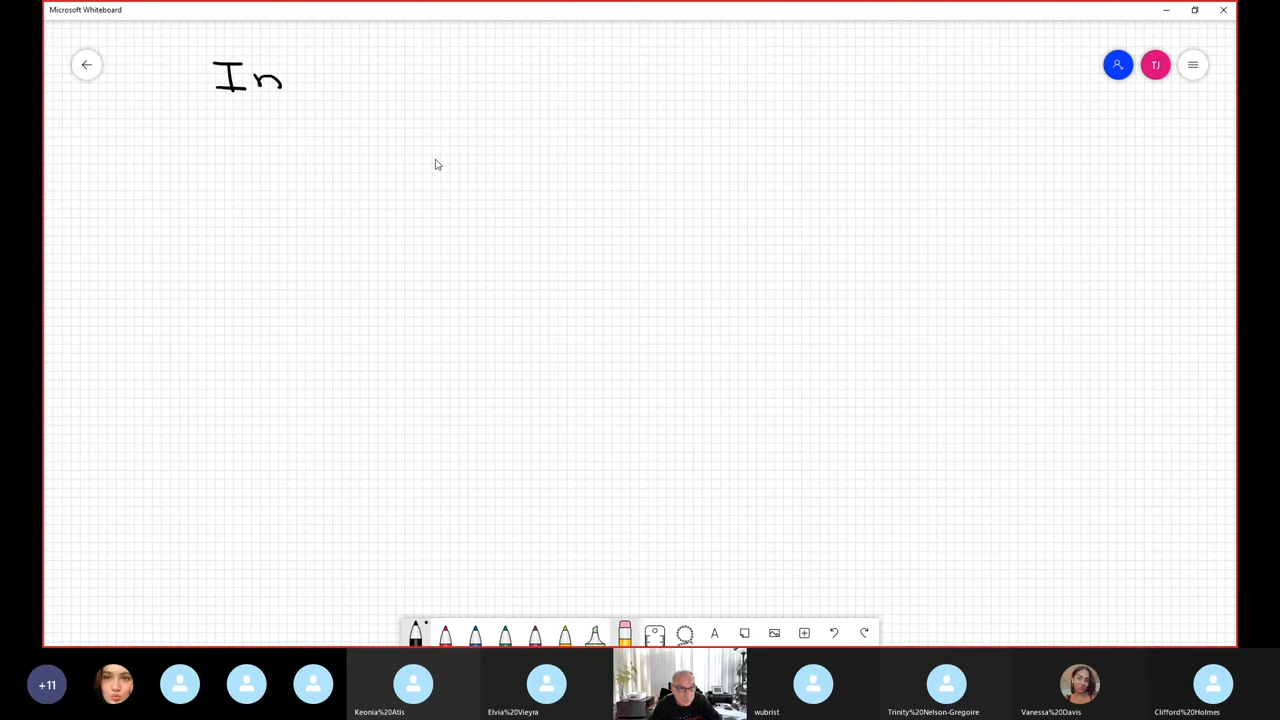 Microsoft Whiteboard
In
TJ
A
+11
Keonia%20Atis
Elvia%20Vieyra
wubrist
Trinity%20Nelson-Gregoire
Vanessa%20Davis
Clifford%20Holmes